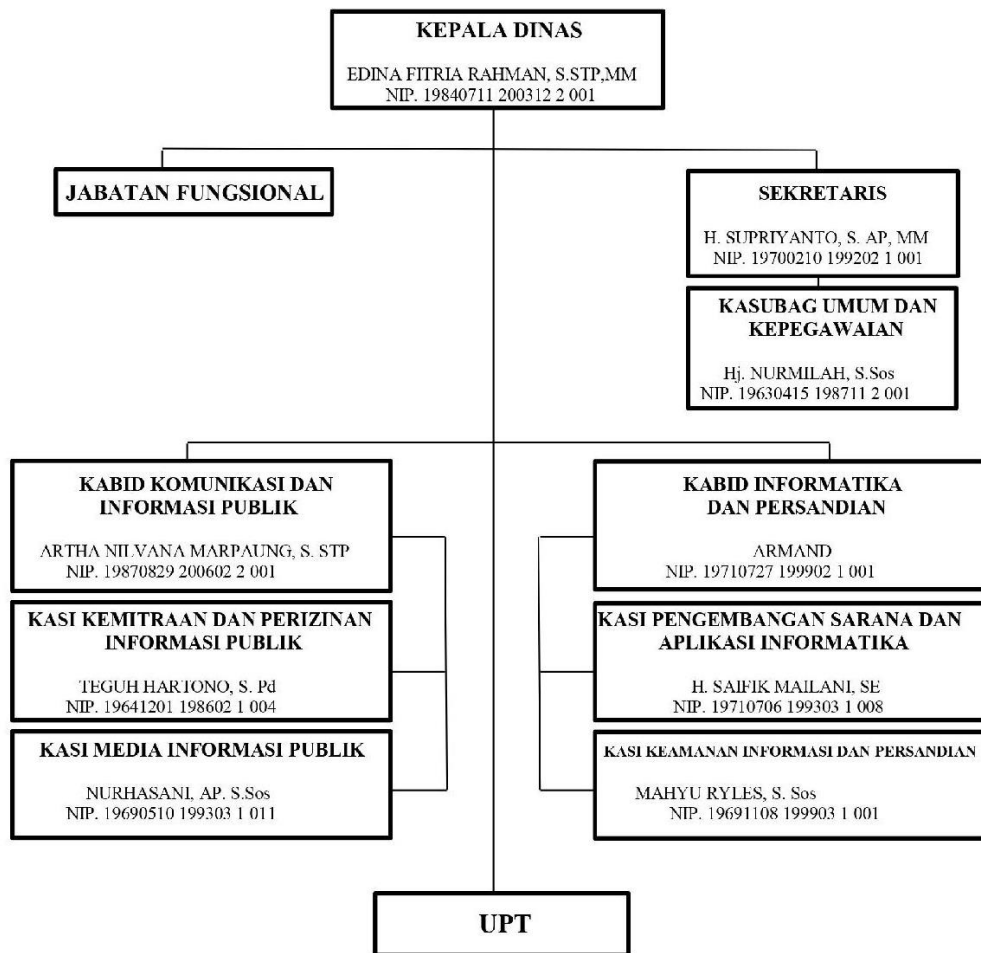 KEPALA DINAS
EDINA FITRIA RAHMAN, S.STP,MM
NIP. 19840711 200312 2 001
JABATAN FUNGSIONAL
SEKRETARIS
H. SUPRIYANTO, S. AP, MM
NIP. 19700210 199202 1 001
KASUBAG UMUM DAN
KEPEGAWAIAN
Hj. NURMILAH, S.Sos
NIP. 19630415 198711 2 001
KABID KOMUNIKASI DAN
INFORMASI PUBLIK
ARTHA NILVANA MARPAUNG, S. STP
NIP. 19870829 200602 2 001
KASI KEMITRAAN DAN PERIZINAN
INFORMASI PUBLIK
TEGUH HARTONO, S. Pd
NIP. 19641201 198602 1 004
KASI MEDIA INFORMASI PUBLIK
NURHASANI, AP. S.Sos
NIP. 19690510 199303 1 011
KABID INFORMATIKA
DAN PERSANDIAN
ARMAND
NIP. 19710727 199902 1 001
KASI PENGEMBANGAN SARANA DAN
APLIKASI INFORMATIKA
H. SAIFIK MAILANI, SE
NIP. 19710706 199303 1 008
KASI KEAMANAN INFORMASI DAN PERSANDIAN
MAHYU RYLES, S. Sos
NIP. 19691108 199903 1 001
UPT